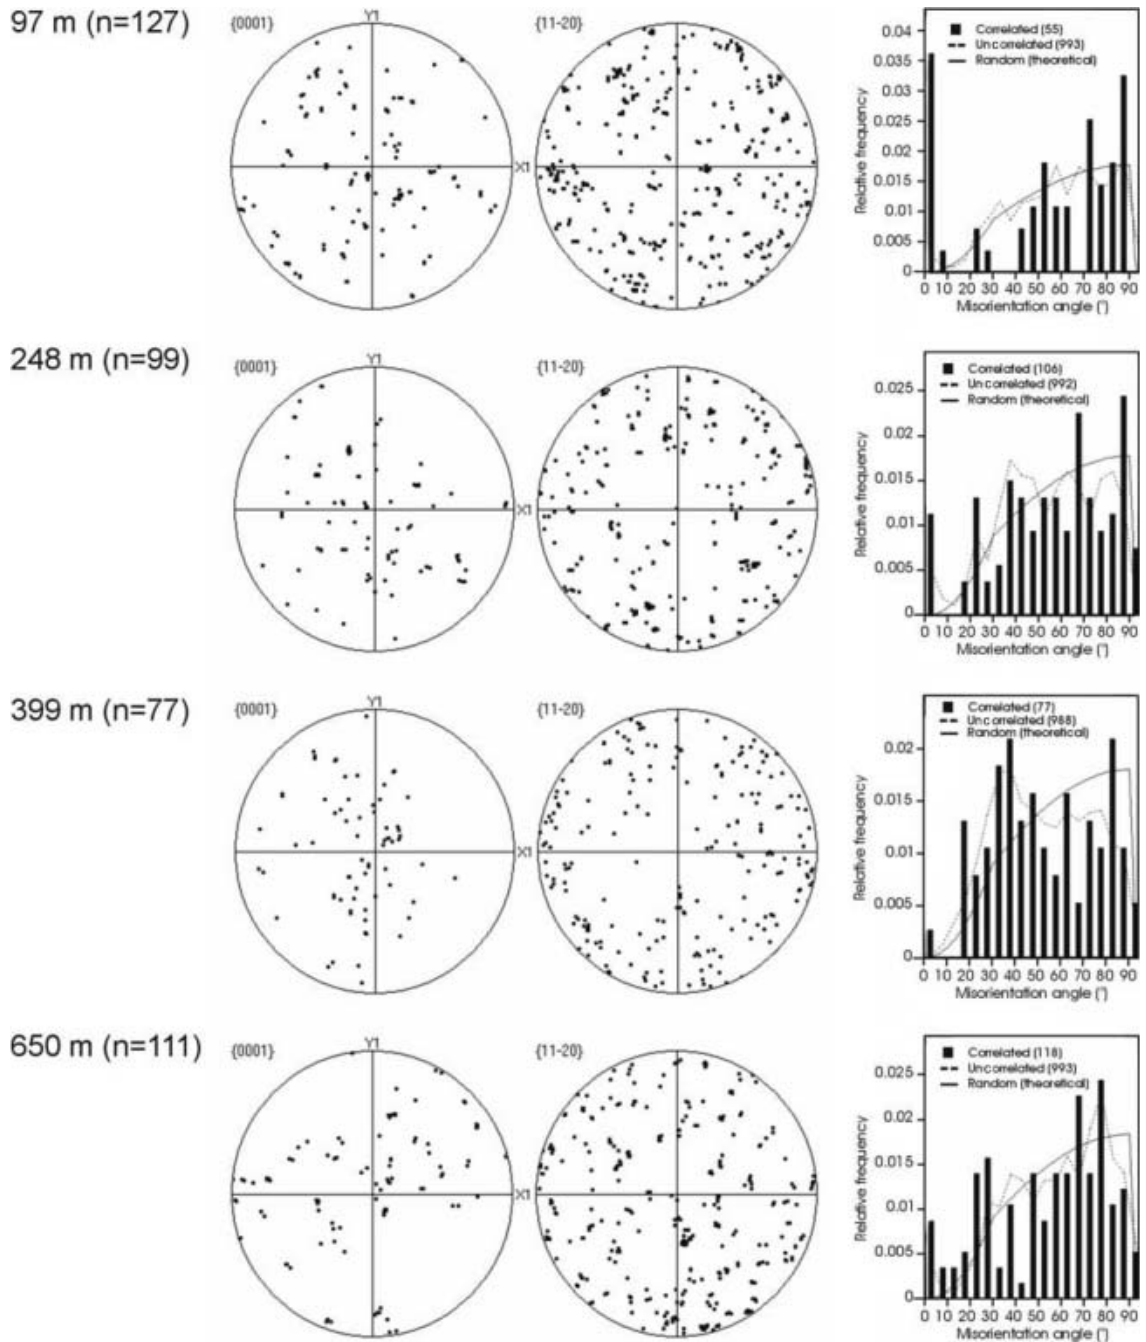 97 m (n=127)
{0001}
Y1
{11-20}
X1
Correlated (55)
Uncorrelated (993)
Random (theoretical)
Relative frequency
0.04
0.035
0.03
0.025
0.02
0.015
0.01
0.005
0
0 10 20 30 40 50 60 70 80 90
Misorientation angle (°)
248 m (n=99)
{0001}
Y1
{11-20}
X1
Correlated (106)
Uncorrelated (992)
Random (theoretical)
Relative frequency
0.025
0.02
0.015
0.01
0.005
0
0 10 20 30 40 50 60 70 80 90
Misorientation angle (°)
399 m (n=77)
{0001}
Y1
{11-20}
X1
Correlated (77)
Uncorrelated (988)
Random (theoretical)
Relative frequency
0.02
0.015
0.01
0.005
0
0 10 20 30 40 50 60 70 80 90
Misorientation angle (°)
650 m (n=111)
{0001}
Y1
{11-20}
X1
Correlated (118)
Uncorrelated (993)
Random (theoretical)
Relative frequency
0.025
0.02
0.015
0.01
0.005
0
0 10 20 30 40 50 60 70 80 90
Misorientation angle (°)